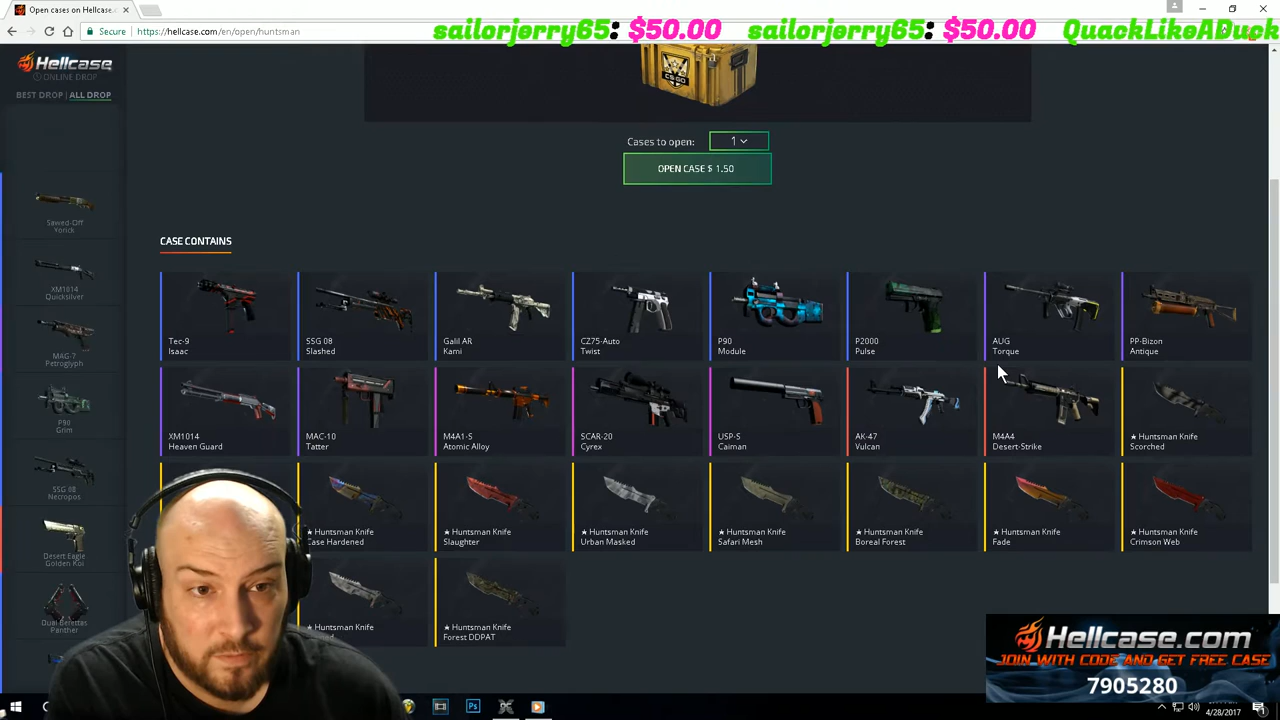 Open cases on Hellcase.
Secure
https://hellcase.com/en/open/huntsman
sailorjerry65: $50.00 sailorjerry65: $50.00 QuackLikeADuck
HELLCASE
ONLINE DROP
BEST DROP | ALL DROP
CS:GO
Cases to open: 1
OPEN CASE $ 1.50
Sawed-Off
Yorick
XM1014
Quicksilver
MAG-7
Petroglyph
P90
Grim
SSG 08
Necropos
Desert Eagle
Golden Koi
Dual Berettas
Panther
CASE CONTAINS
Tec-9
Isaac
SSG 08
Slashed
Galil AR
Kami
CZ75-Auto
Twist
P90
Module
P2000
Pulse
AUG
Torque
PP-Bizon
Antique
XM1014
Heaven Guard
MAC-10
Tatter
M4A1-S
Atomic Alloy
SCAR-20
Cyrex
USP-S
Caiman
AK-47
Vulcan
M4A4
Desert-Strike
★ Huntsman Knife
Scorched
★ Huntsman Knife
Case Hardened
★ Huntsman Knife
Slaughter
★ Huntsman Knife
Urban Masked
★ Huntsman Knife
Safari Mesh
★ Huntsman Knife
Boreal Forest
★ Huntsman Knife
Fade
★ Huntsman Knife
Crimson Web
★ Huntsman Knife
★ Huntsman Knife
Forest DDPAT
Hellcase.com
JOIN WITH CODE AND GET FREE CASE
7905280
4/28/2017